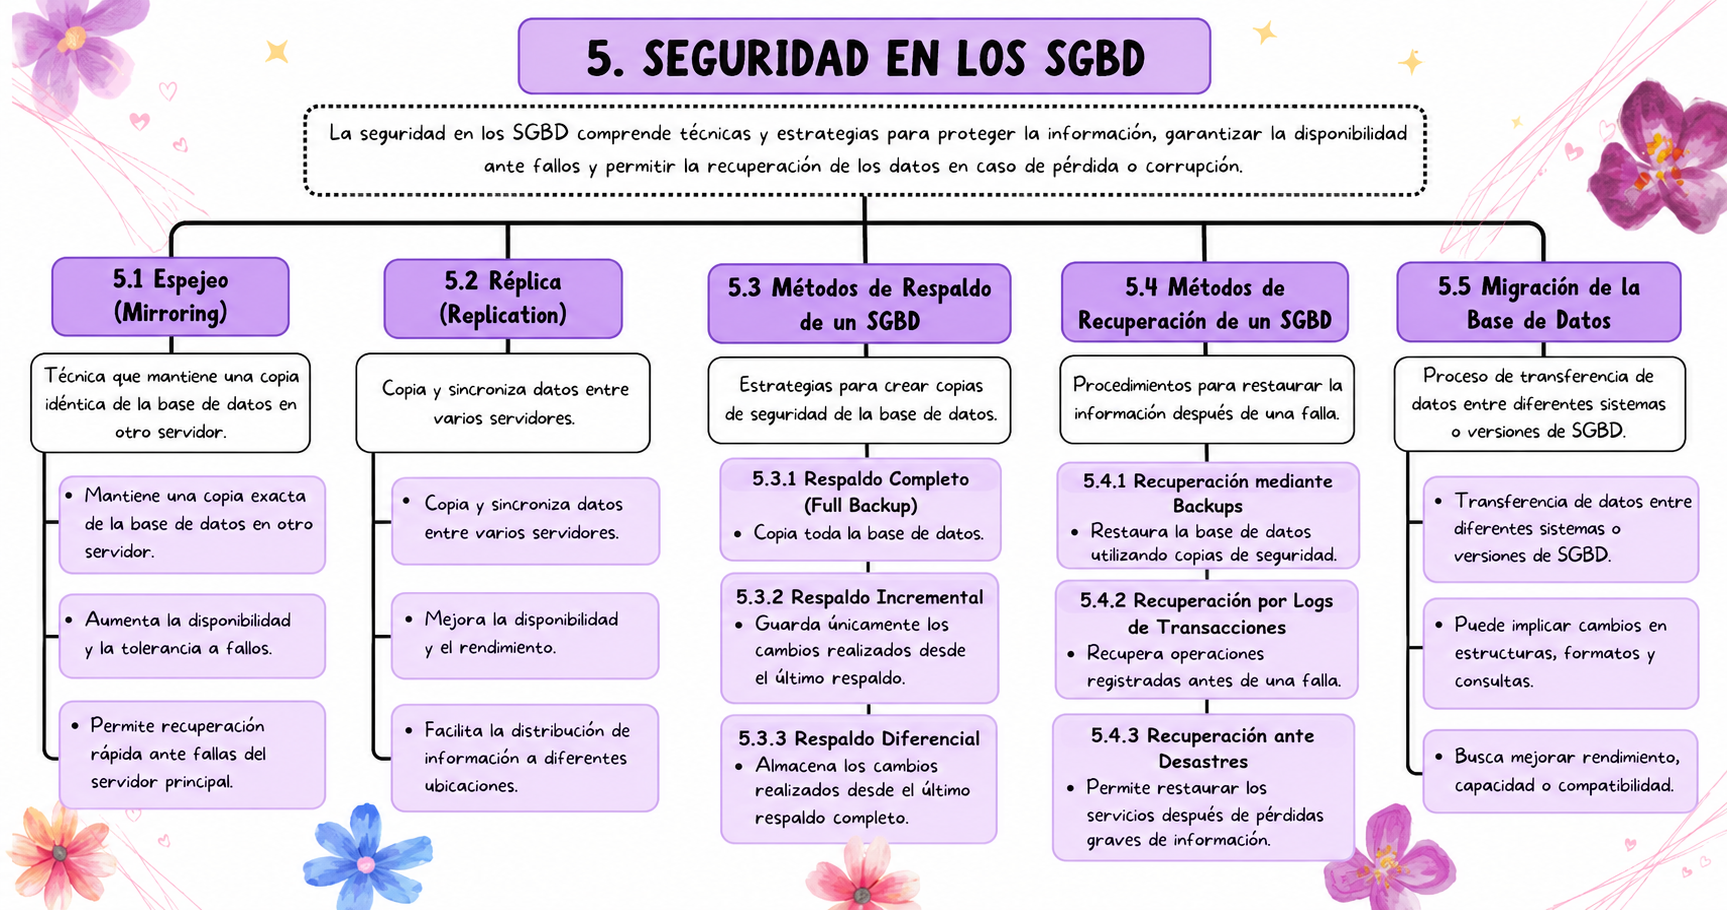 5. SEGURIDAD EN LOS SGBD
La seguridad en los SGBD comprende técnicas y estrategias para proteger la información, garantizar la disponibilidad
ante fallos y permitir la recuperación de los datos en caso de pérdida o corrupción.
5.1 Espejeo
(Mirroring)
Técnica que mantiene una copia
idéntica de la base de datos en
otro servidor.
• Mantiene una copia exacta
de la base de datos en otro
servidor.
• Aumenta la disponibilidad
y la tolerancia a fallos.
• Permite recuperación
rápida ante fallas del
servidor principal.
5.2 Réplica
(Replication)
Copia y sincroniza datos entre
varios servidores.
• Copia y sincroniza datos
entre varios servidores.
• Mejora la disponibilidad
y el rendimiento.
• Facilita la distribución de
información a diferentes
ubicaciones.
5.3 Métodos de Respaldo
de un SGBD
Estrategias para crear copias
de seguridad de la base de datos.
5.3.1 Respaldo Completo
(Full Backup)
• Copia toda la base de datos.
5.3.2 Respaldo Incremental
• Guarda únicamente los
cambios realizados desde
el último respaldo.
5.3.3 Respaldo Diferencial
• Almacena los cambios
realizados desde el último
respaldo completo.
5.4 Métodos de
Recuperación de un SGBD
Procedimientos para restaurar la
información después de una falla.
5.4.1 Recuperación mediante
Backups
• Restaura la base de datos
utilizando copias de seguridad.
5.4.2 Recuperación por Logs
de Transacciones
• Recupera operaciones
registradas antes de una falla.
5.4.3 Recuperación ante
Desastres
• Permite restaurar los
servicios después de pérdidas
graves de información.
5.5 Migración de la
Base de Datos
Proceso de transferencia de
datos entre diferentes sistemas
o versiones de SGBD.
• Transferencia de datos entre
diferentes sistemas o
versiones de SGBD.
• Puede implicar cambios en
estructuras, formatos y
consultas.
• Busca mejorar rendimiento,
capacidad o compatibilidad.